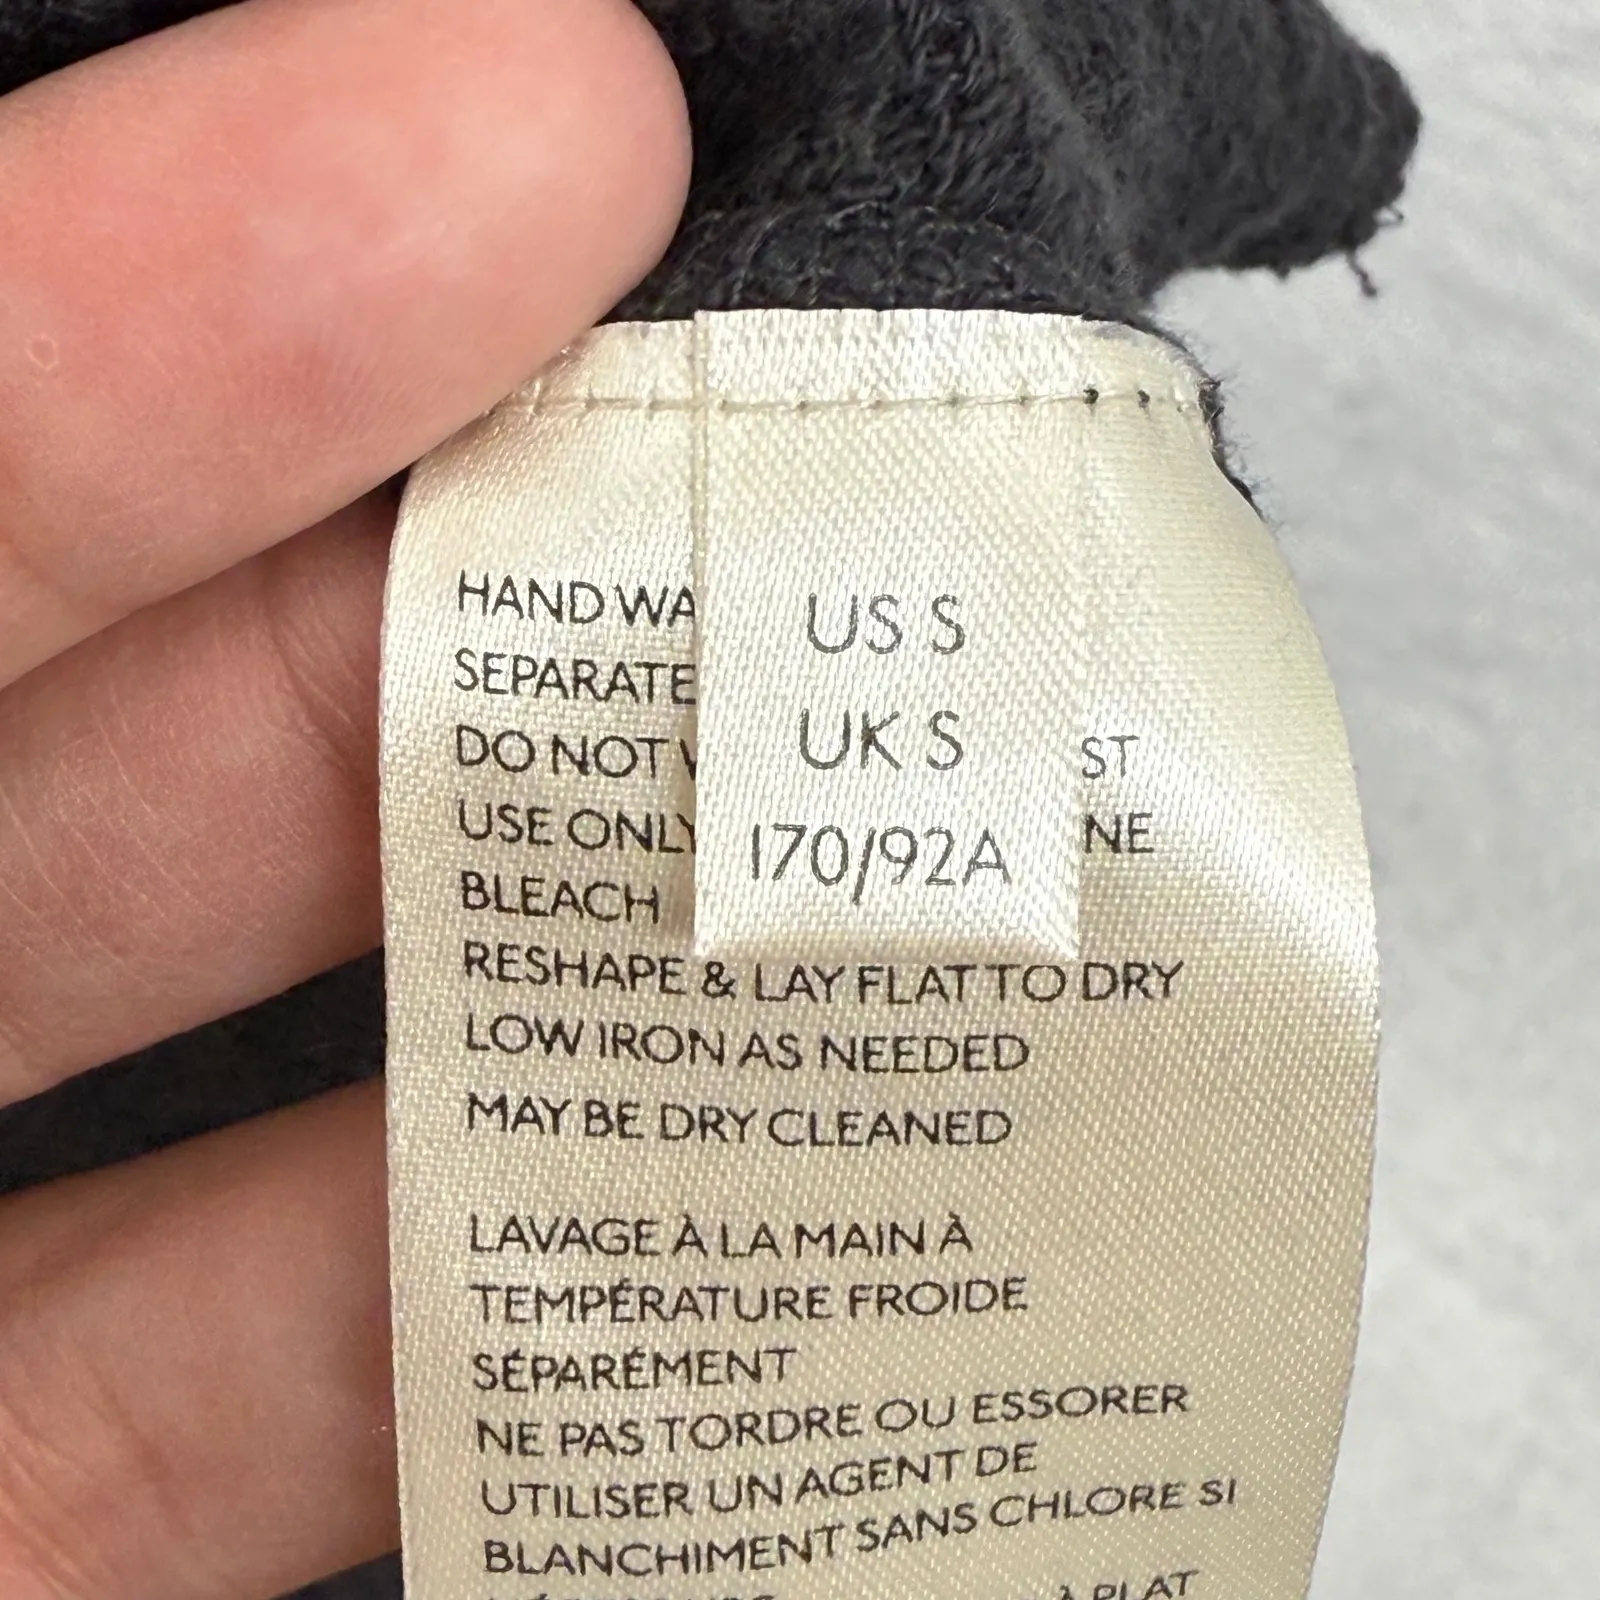 US S
UK S
170/92A
HAND WA
SEPARATE
DO NOT ST
USE ONLY NE
BLEACH
RESHAPE & LAY FLAT TO DRY
LOW IRON AS NEEDED
MAY BE DRY CLEANED
LAVAGE À LA MAIN À
TEMPÉRATURE FROIDE
SÉPARÉMENT
NE PAS TORDRE OU ESSORER
UTILISER UN AGENT DE
BLANCHIMENT SANS CHLORE SI
À PLAT